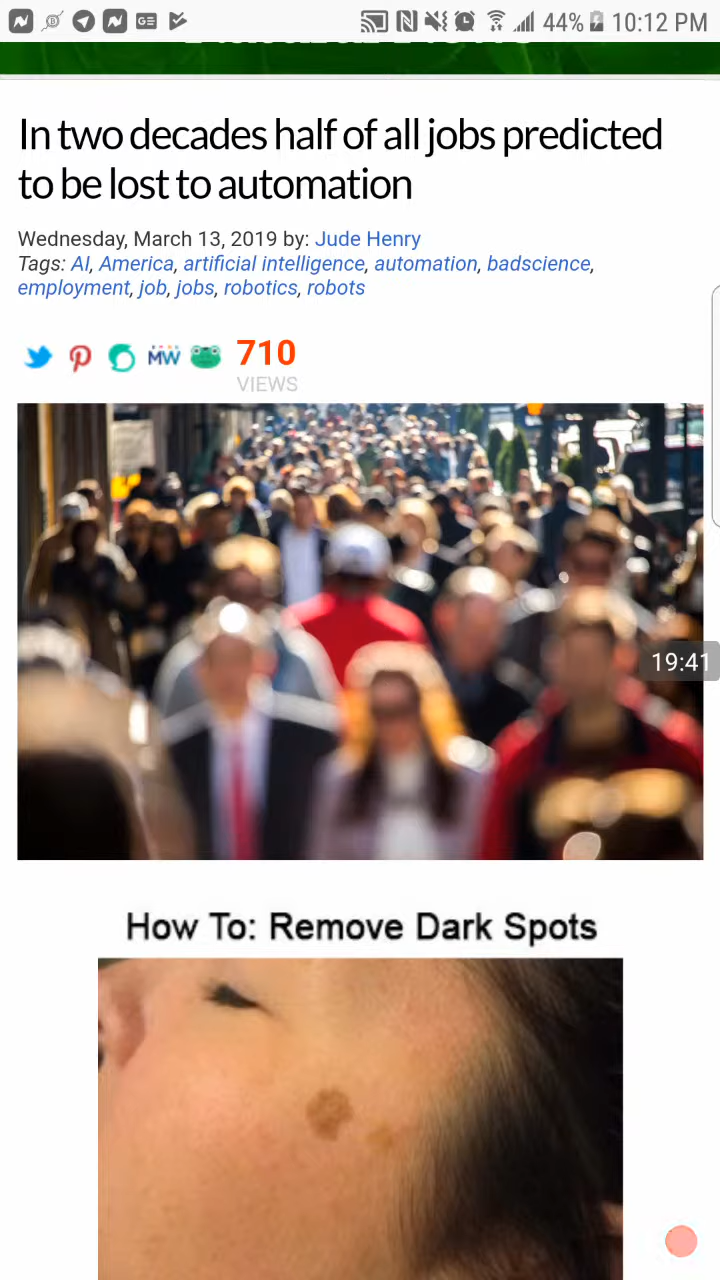 44% 10:12 PM
In two decades half of all jobs predicted
to be lost to automation
Wednesday, March 13, 2019 by: Jude Henry
Tags: AI, America, artificial intelligence, automation, badscience,
employment, job, jobs, robotics, robots
MW
710
VIEWS
19:41
How To: Remove Dark Spots